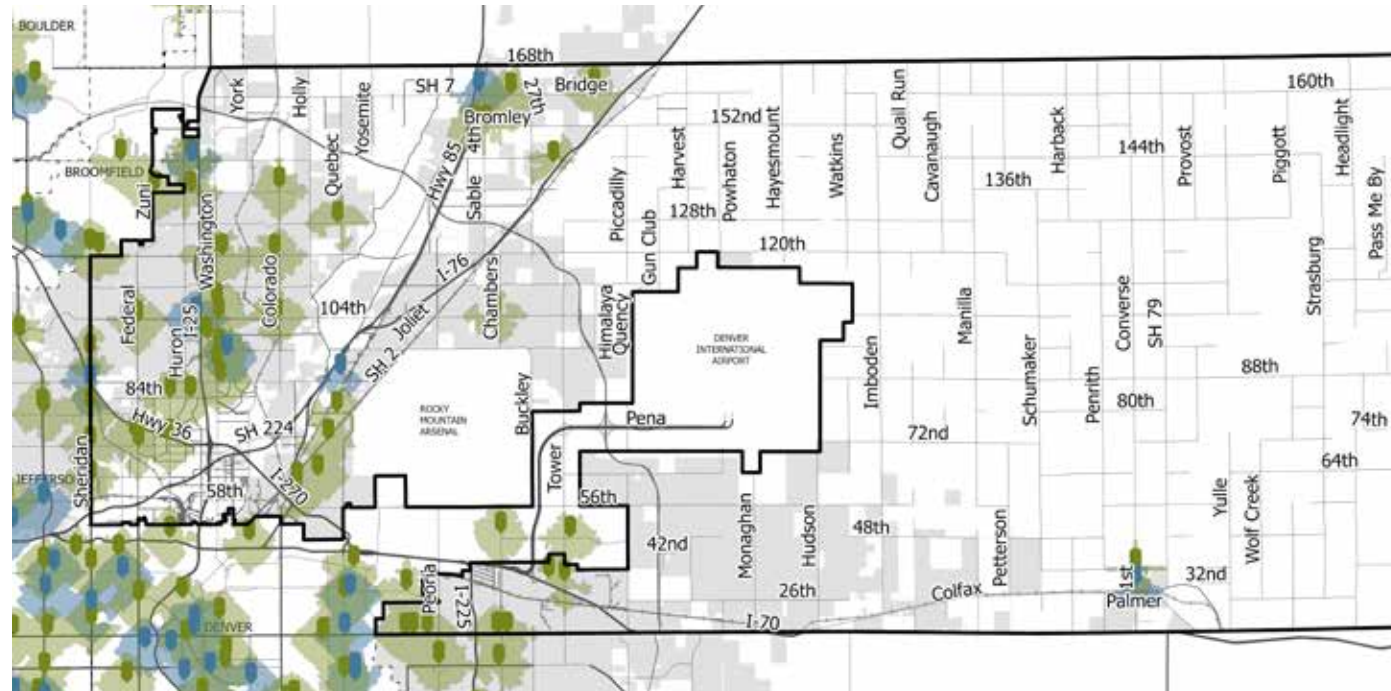 BOULDER
168th
York
Holly
Yosemite
SH 7
27th
Bridge
160th
Bromley
4th
152nd
Quebec
Hwy 85
Sable
Harvest
Powhaton
Hayesmount
Watkins
Quail Run
Cavanaugh
Harback
144th
Provost
Piggott
Headlight
BROOMFIELD
Zuni
Washington
Piccadilly
128th
136th
Pass Me By
Gun Club
120th
Federal
Huron
I-25
Colorado
104th
I-76
Joliet
SH 2
Chambers
Himalaya
Quency
DENVER
INTERNATIONAL
AIRPORT
Imboden
Manilla
Schumaker
Converse
SH 79
Strasburg
84th
88th
Hwy 36
SH 224
ROCKY
MOUNTAIN
ARSENAL
Buckley
Pena
Penrith
80th
74th
72nd
Sheridan
JEFFERSO
58th
I-270
Tower
56th
64th
42nd
Monaghan
Hudson
48th
Petterson
Yulle
Wolf Creek
Peoria
I-225
26th
Colfax
1st
Palmer
32nd
I-70
DENVER